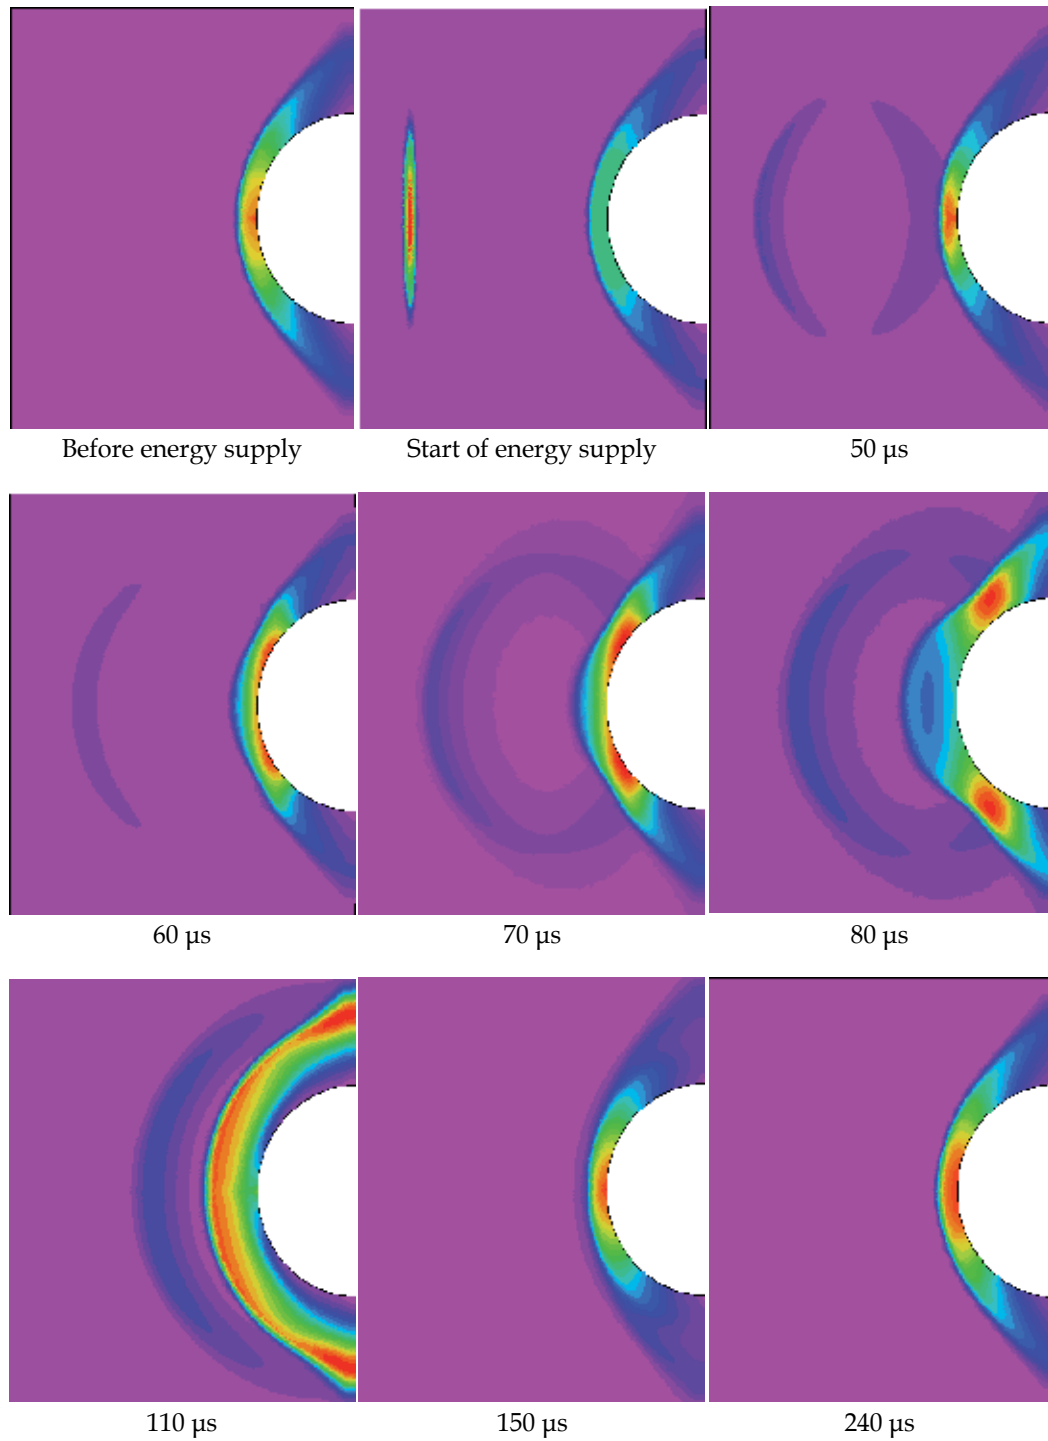 Before energy supply
Start of energy supply
50 µs
60 µs
70 µs
80 µs
110 µs
150 µs
240 µs